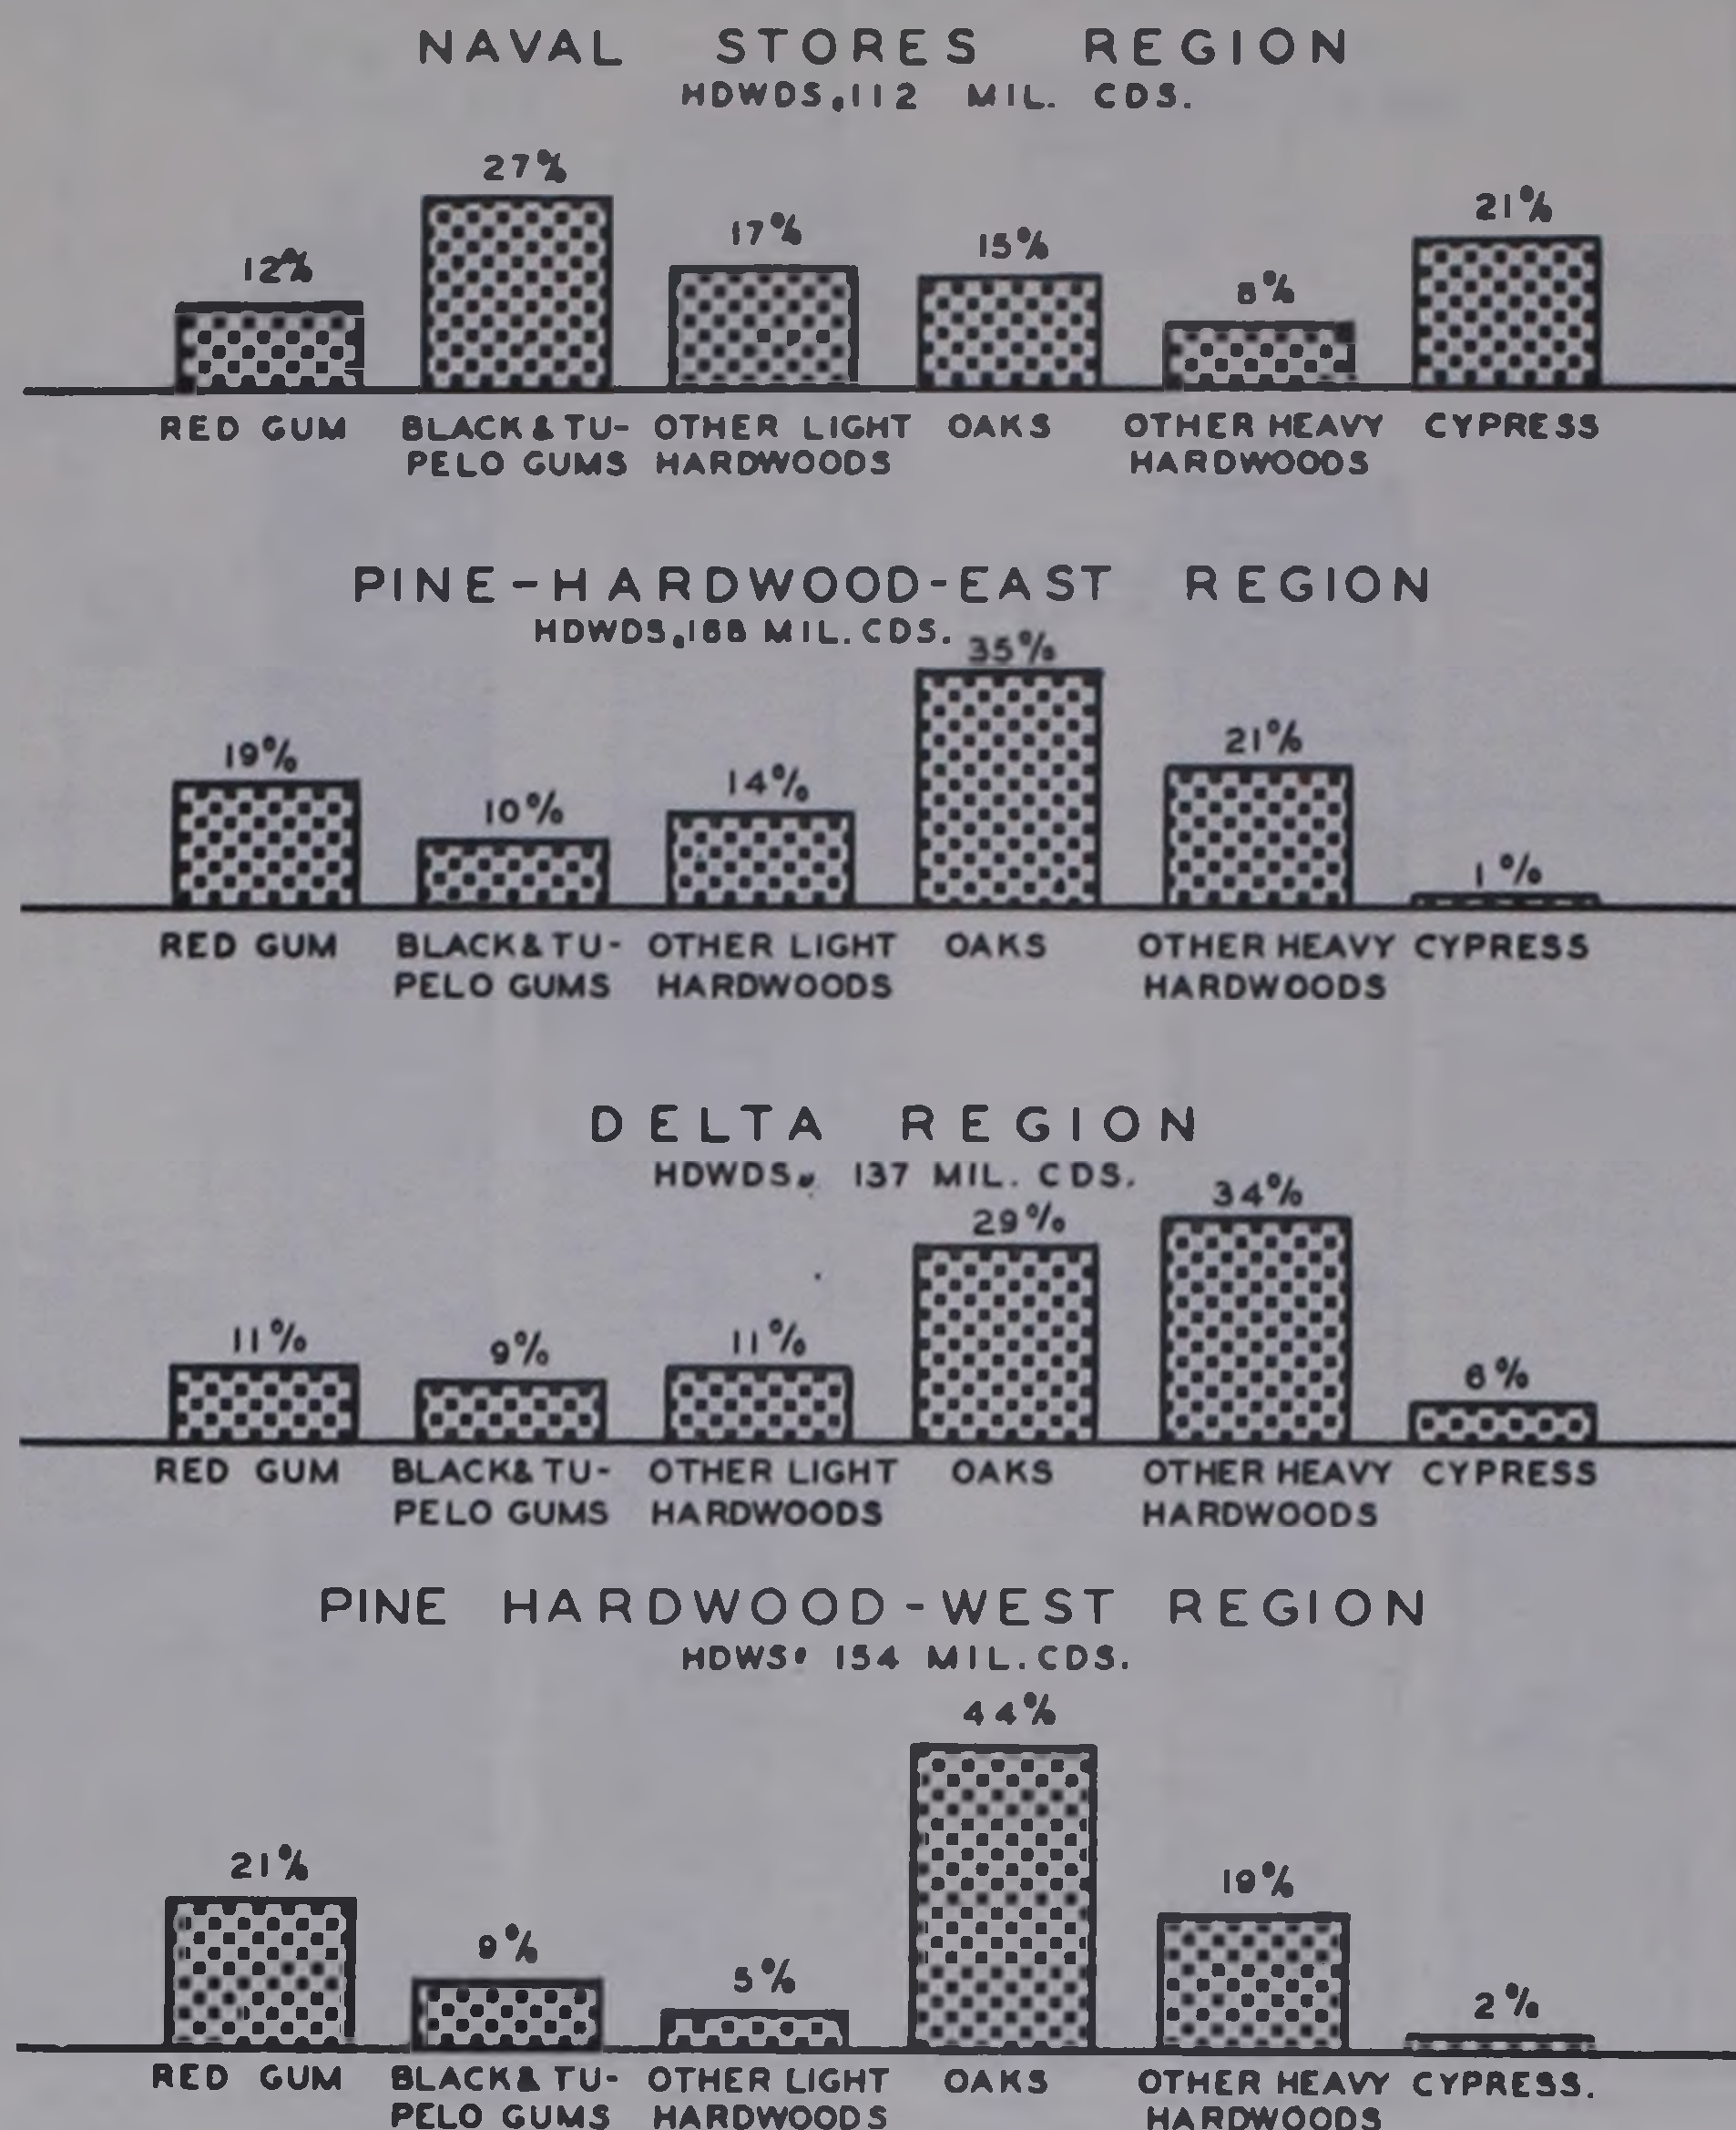 NAVAL STORES REGION
HDWDS, 112 MIL. CDS.
12% 27% 17% 15% 8% 21%
RED GUM BLACK & TU- OTHER LIGHT OAKS OTHER HEAVY CYPRESS
PELO GUMS HARDWOODS HARDWOODS
PINE-HARDWOOD-EAST REGION
HDWDS, MIL. CDS.
19% 10% 14% 35% 21% 1%
RED GUM BLACK & TU- OTHER LIGHT OAKS OTHER HEAVY CYPRESS
PELO GUMS HARDWOODS HARDWOODS
DELTA REGION
HDWDS, 137 MIL. CDS.
11% 9% 11% 29% 34% 6%
RED GUM BLACK & TU- OTHER LIGHT OAKS OTHER HEAVY CYPRESS
PELO GUMS HARDWOODS HARDWOODS
PINE HARDWOOD-WEST REGION
HDWS, 154 MIL. CDS.
21% 9% 5% 44% 19% 2%
RED GUM BLACK & TU- OTHER LIGHT OAKS OTHER HEAVY CYPRESS.
PELO GUMS HARDWOODS HARDWOODS